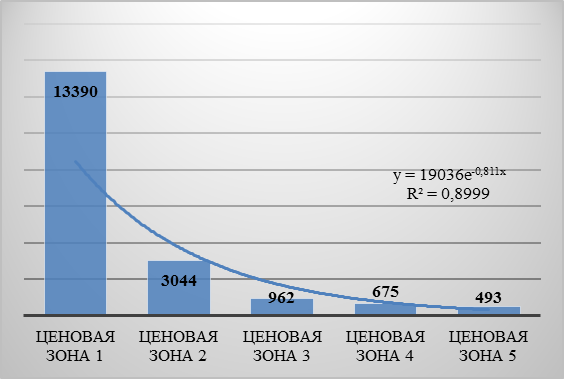 13390
3044
962
675
493
y = 19036e^-0,811x
R² = 0,8999
ЦЕНОВАЯ ЗОНА 1
ЦЕНОВАЯ ЗОНА 2
ЦЕНОВАЯ ЗОНА 3
ЦЕНОВАЯ ЗОНА 4
ЦЕНОВАЯ ЗОНА 5